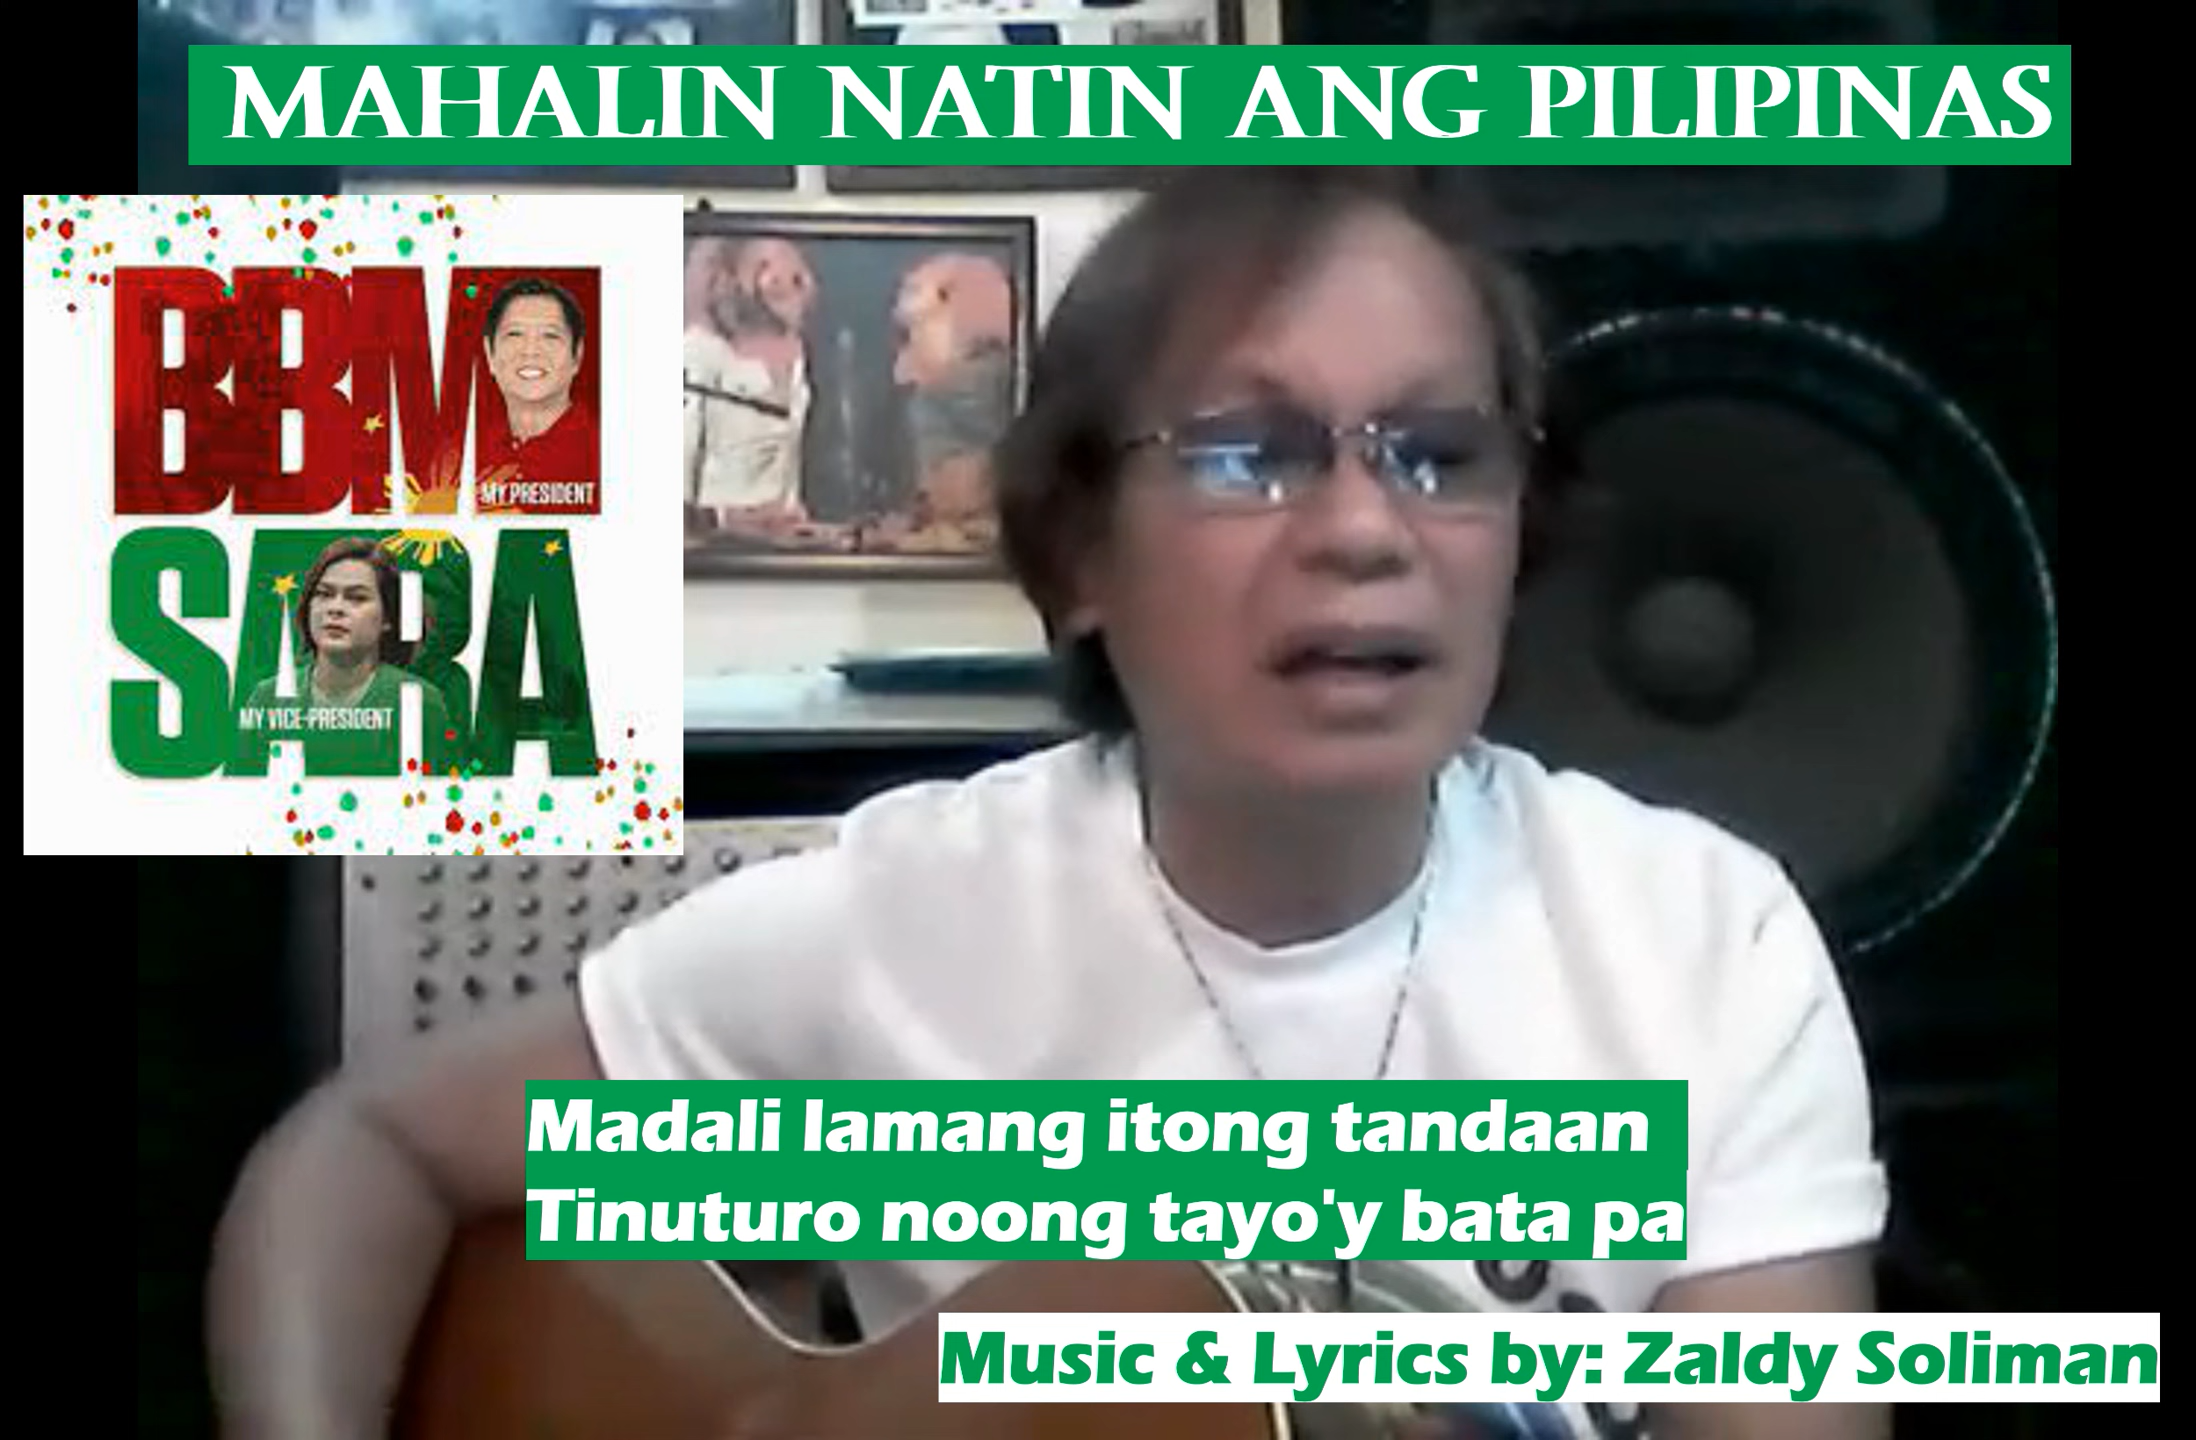 MAHALIN NATIN ANG PILIPINAS
BBM
MY PRESIDENT
SARA
MY VICE-PRESIDENT
Madali lamang itong tandaan
Tinuturo noong tayo'y bata pa
Music & Lyrics by: Zaldy Soliman